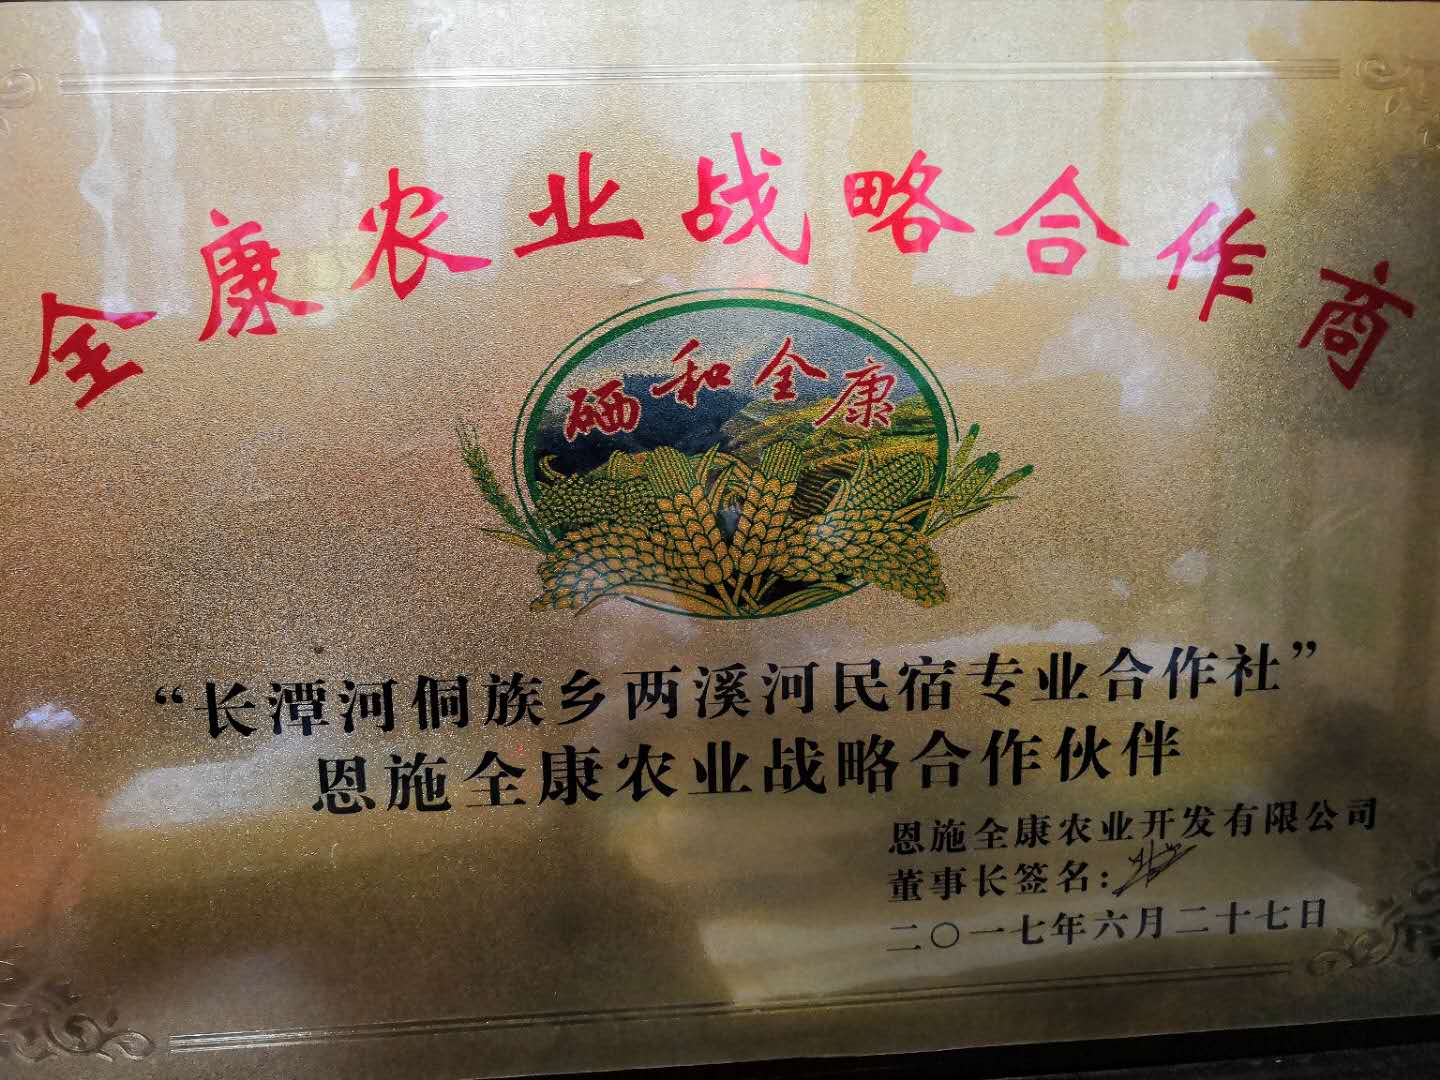 全康农业战略合作商
硒和全康
“长潭河侗族乡两溪河民宿专业合作社”
恩施全康农业战略合作伙伴
恩施全康农业开发有限公司
董事长签名：
二〇一七年六月二十七日